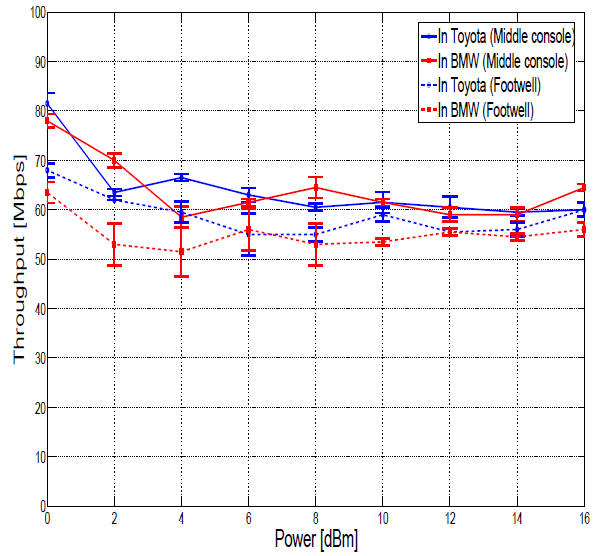 In Toyota (Middle console)
In BMW (Middle console)
In Toyota (Footwell)
In BMW (Footwell)
Throughput [Mbps]
100
90
80
70
60
50
40
30
20
10
0
0 2 4 6 8 10 12 14 16
Power [dBm]